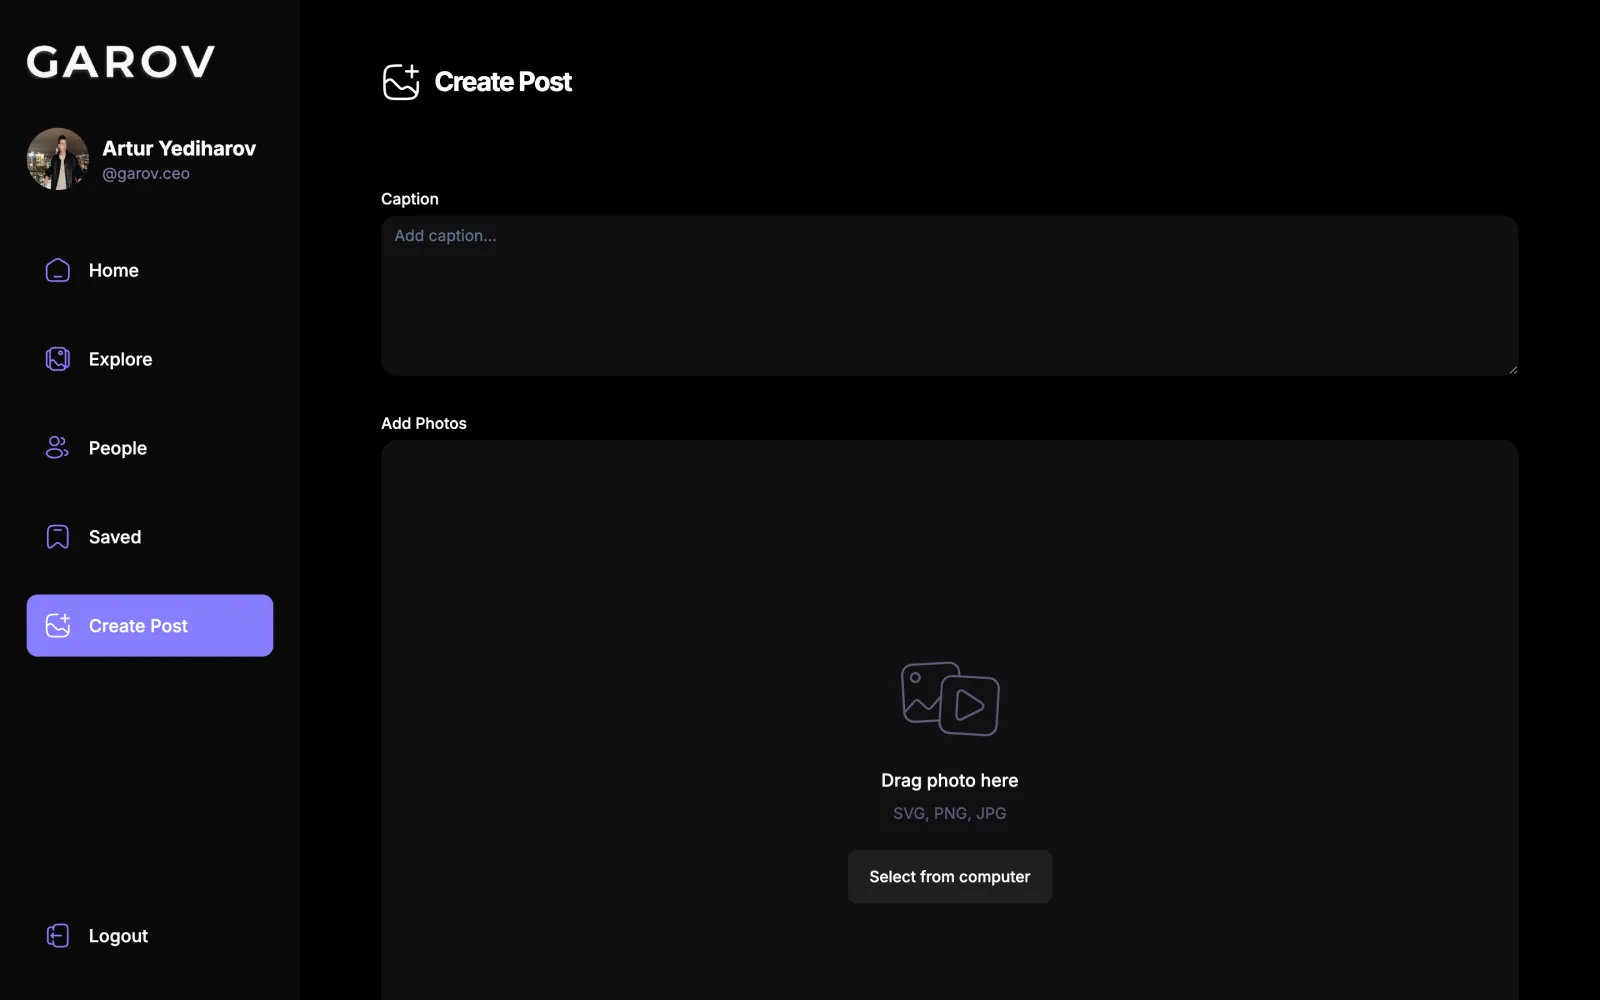 GAROV
Artur Yediharov
@garov.ceo
Home
Explore
People
Saved
Create Post
Logout
Create Post
Caption
Add caption...
Add Photos
Drag photo here
SVG, PNG, JPG
Select from computer